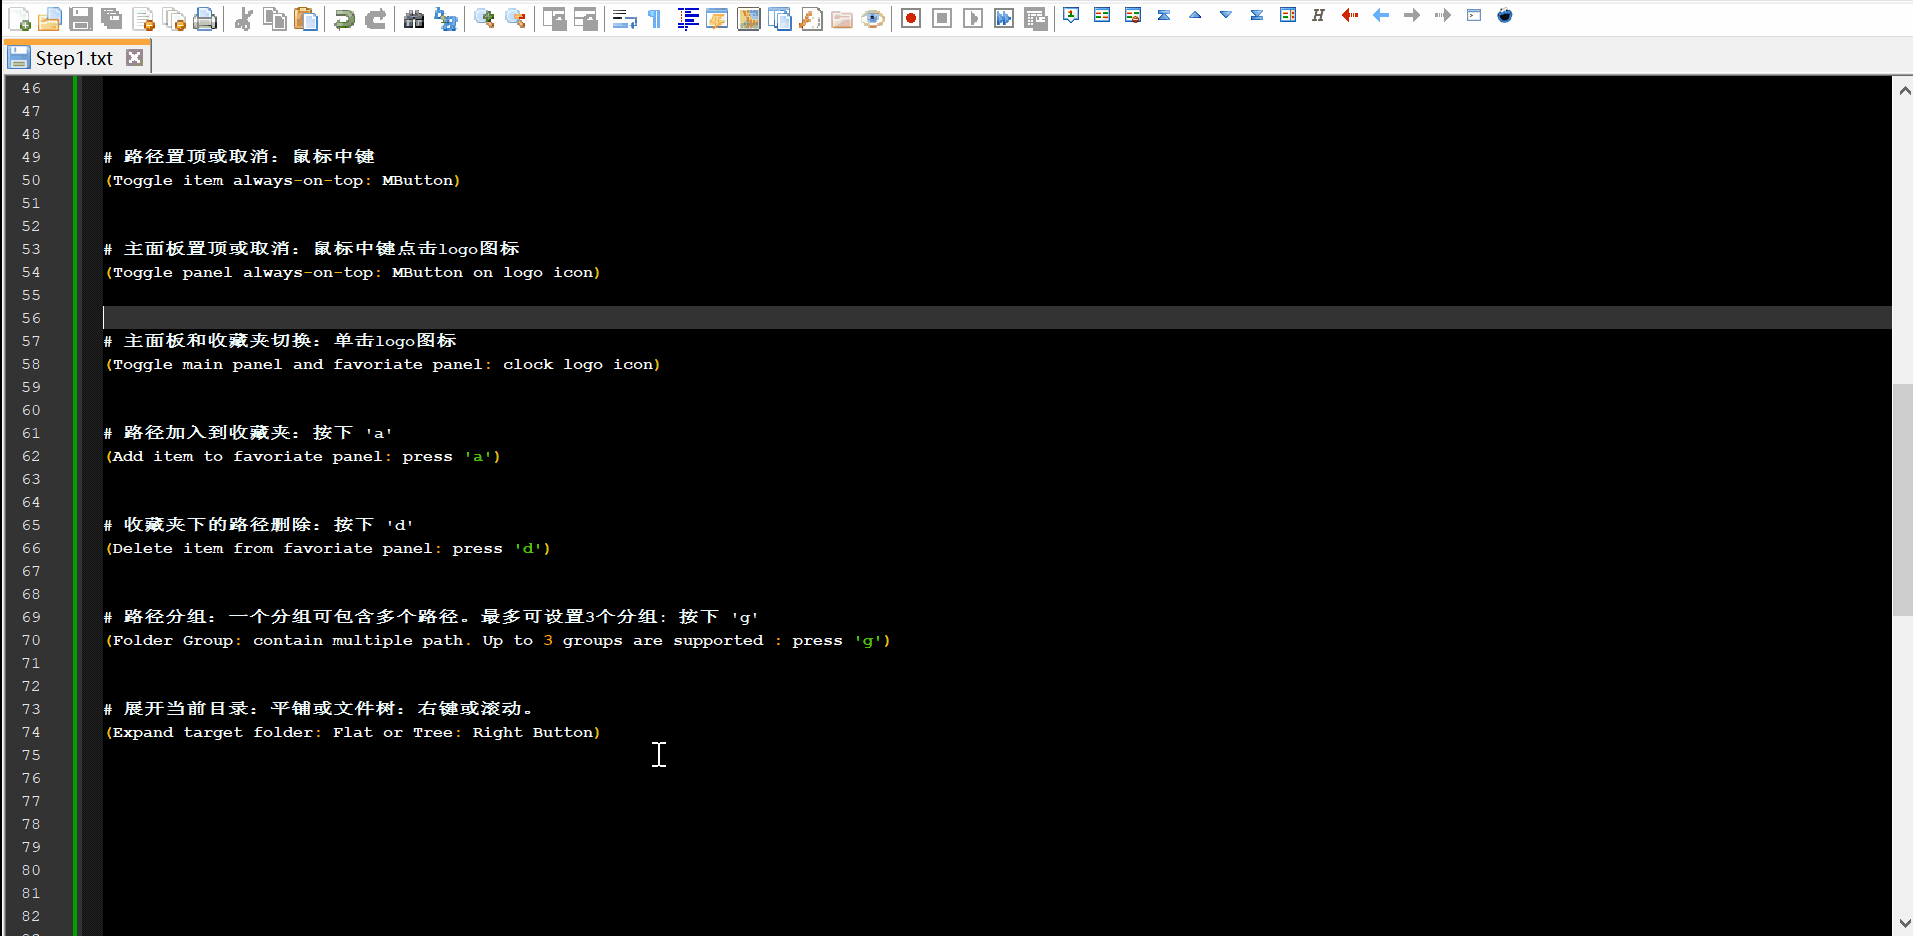 Step1.txt
46
47
48
49 # 路径置顶或取消：鼠标中键
50 (Toggle item always-on-top: MButton)
51
52
53 # 主面板置顶或取消：鼠标中键点击logo图标
54 (Toggle panel always-on-top: MButton on logo icon)
55
56
57 # 主面板和收藏夹切换：单击logo图标
58 (Toggle main panel and favoriate panel: clock logo icon)
59
60
61 # 路径加入到收藏夹：按下 'a'
62 (Add item to favoriate panel: press 'a')
63
64
65 # 收藏夹下的路径删除：按下 'd'
66 (Delete item from favoriate panel: press 'd')
67
68
69 # 路径分组：一个分组可包含多个路径。最多可设置3个分组：按下 'g'
70 (Folder Group: contain multiple path. Up to 3 groups are supported : press 'g')
71
72
73 # 展开当前目录：平铺或文件树：右键或滚动。
74 (Expand target folder: Flat or Tree: Right Button)
75
76
77
78
79
80
81
82